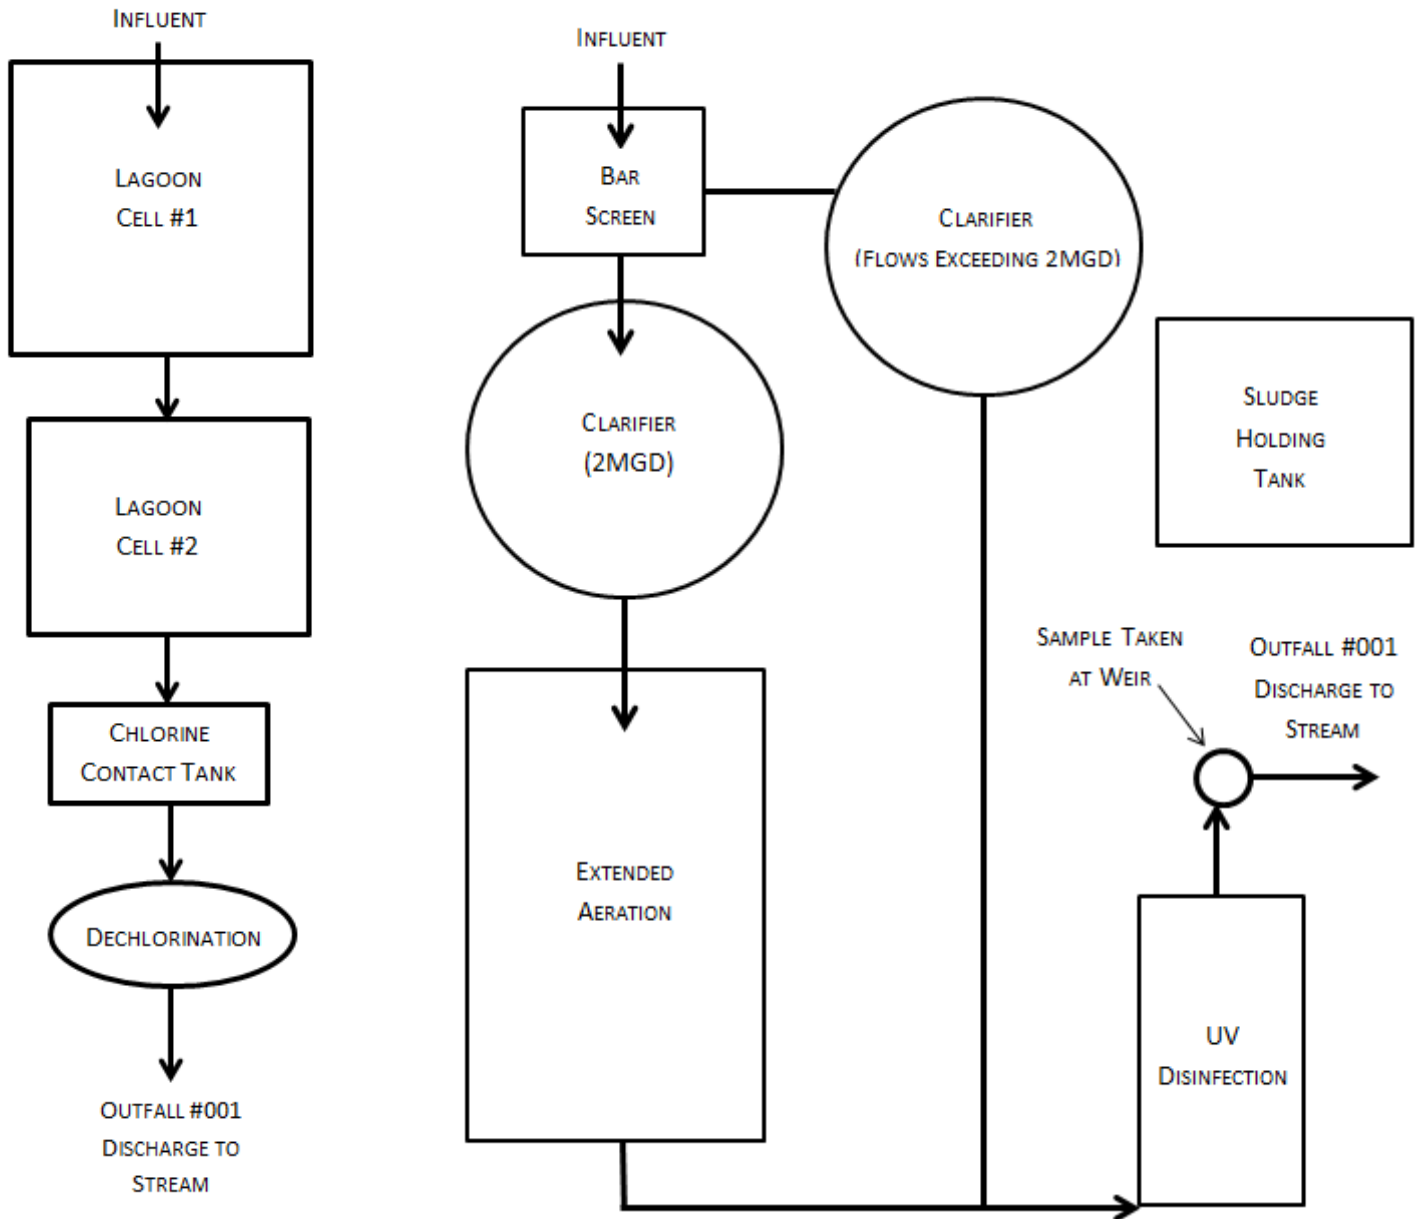 INFLUENT
LAGOON
CELL #1
LAGOON
CELL #2
CHLORINE
CONTACT TANK
DECHLORINATION
OUTFALL #001
DISCHARGE TO
STREAM
INFLUENT
BAR
SCREEN
CLARIFIER
(FLOWS EXCEEDING 2MGD)
CLARIFIER
(2MGD)
EXTENDED
AERATION
SLUDGE
HOLDING
TANK
SAMPLE TAKEN
AT WEIR
OUTFALL #001
DISCHARGE TO
STREAM
UV
DISINFECTION